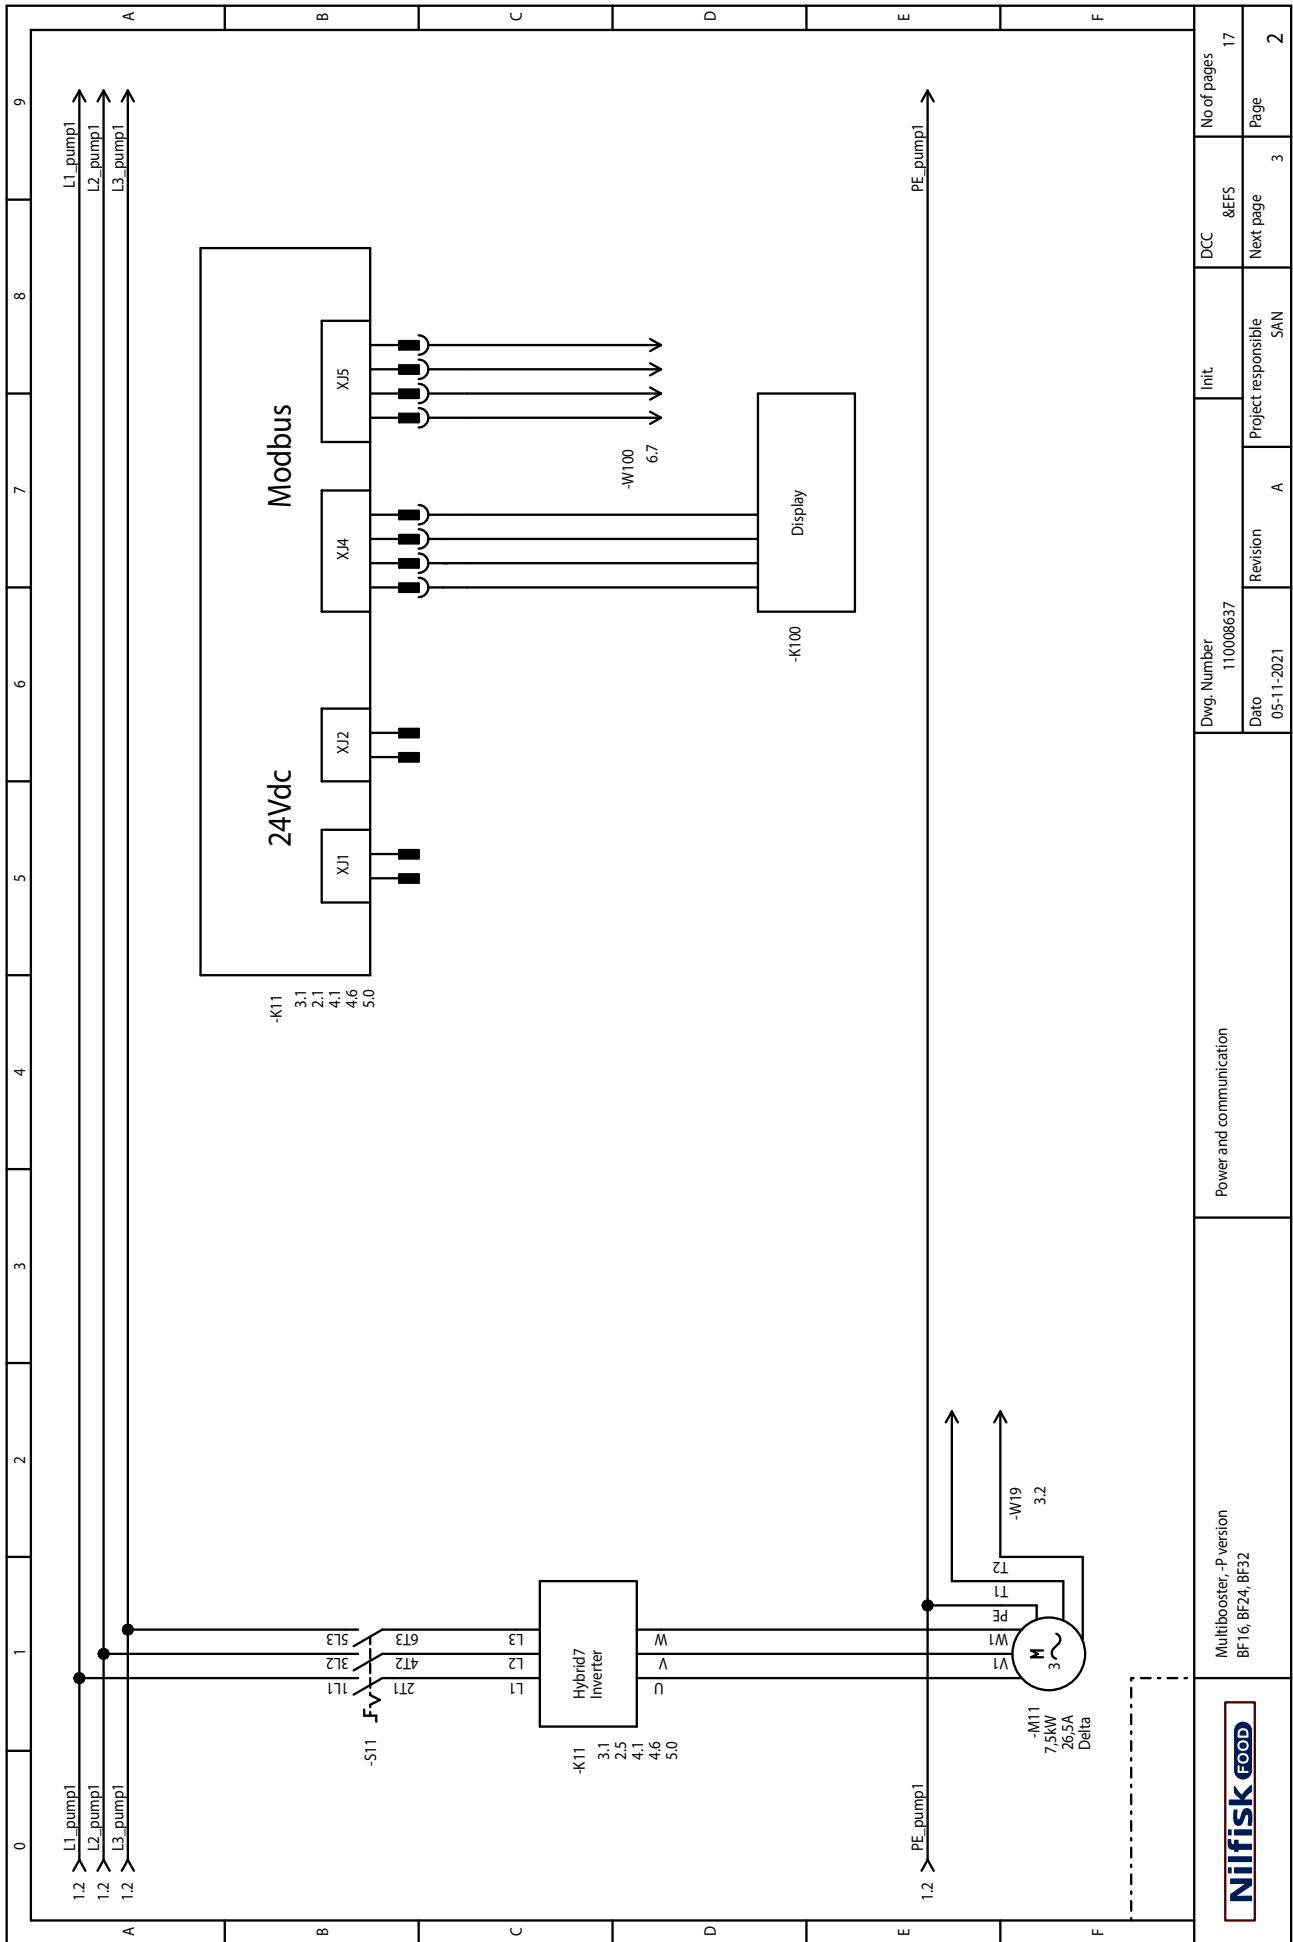 0 1 2 3 4 5 6 7 8 9
A
B
C
D
E
F
A
B
C
D
E
F
1.2 L1_pump1
1.2 L2_pump1
1.2 L3_pump1
L1_pump1
L2_pump1
L3_pump1
-S11
1L1 3L2 5L3
2T1 4T2 6T3
L1 L2 L3
-K11
3.1
2.5
4.1
4.6
5.0
Hybrid7
Inverter
U V W
-K11
3.1
2.1
4.1
4.6
5.0
24Vdc
Modbus
XJ1
XJ2
XJ4
XJ5
-W100
6.7
-K100
Display
1.2 PE_pump1
PE_pump1
V1 W1 PE T1 T2
-M11
7,5kW
26,5A
Delta
M
3
-W19
3.2
Nilfisk FOOD
Multibooster, -P version
BF16, BF24, BF32
Power and communication
Dwg. Number
110008637
Init.
DCC
&EFS
No of pages
17
Dato
05-11-2021
Revision
A
Project responsible
SAN
Next page
3
Page
2